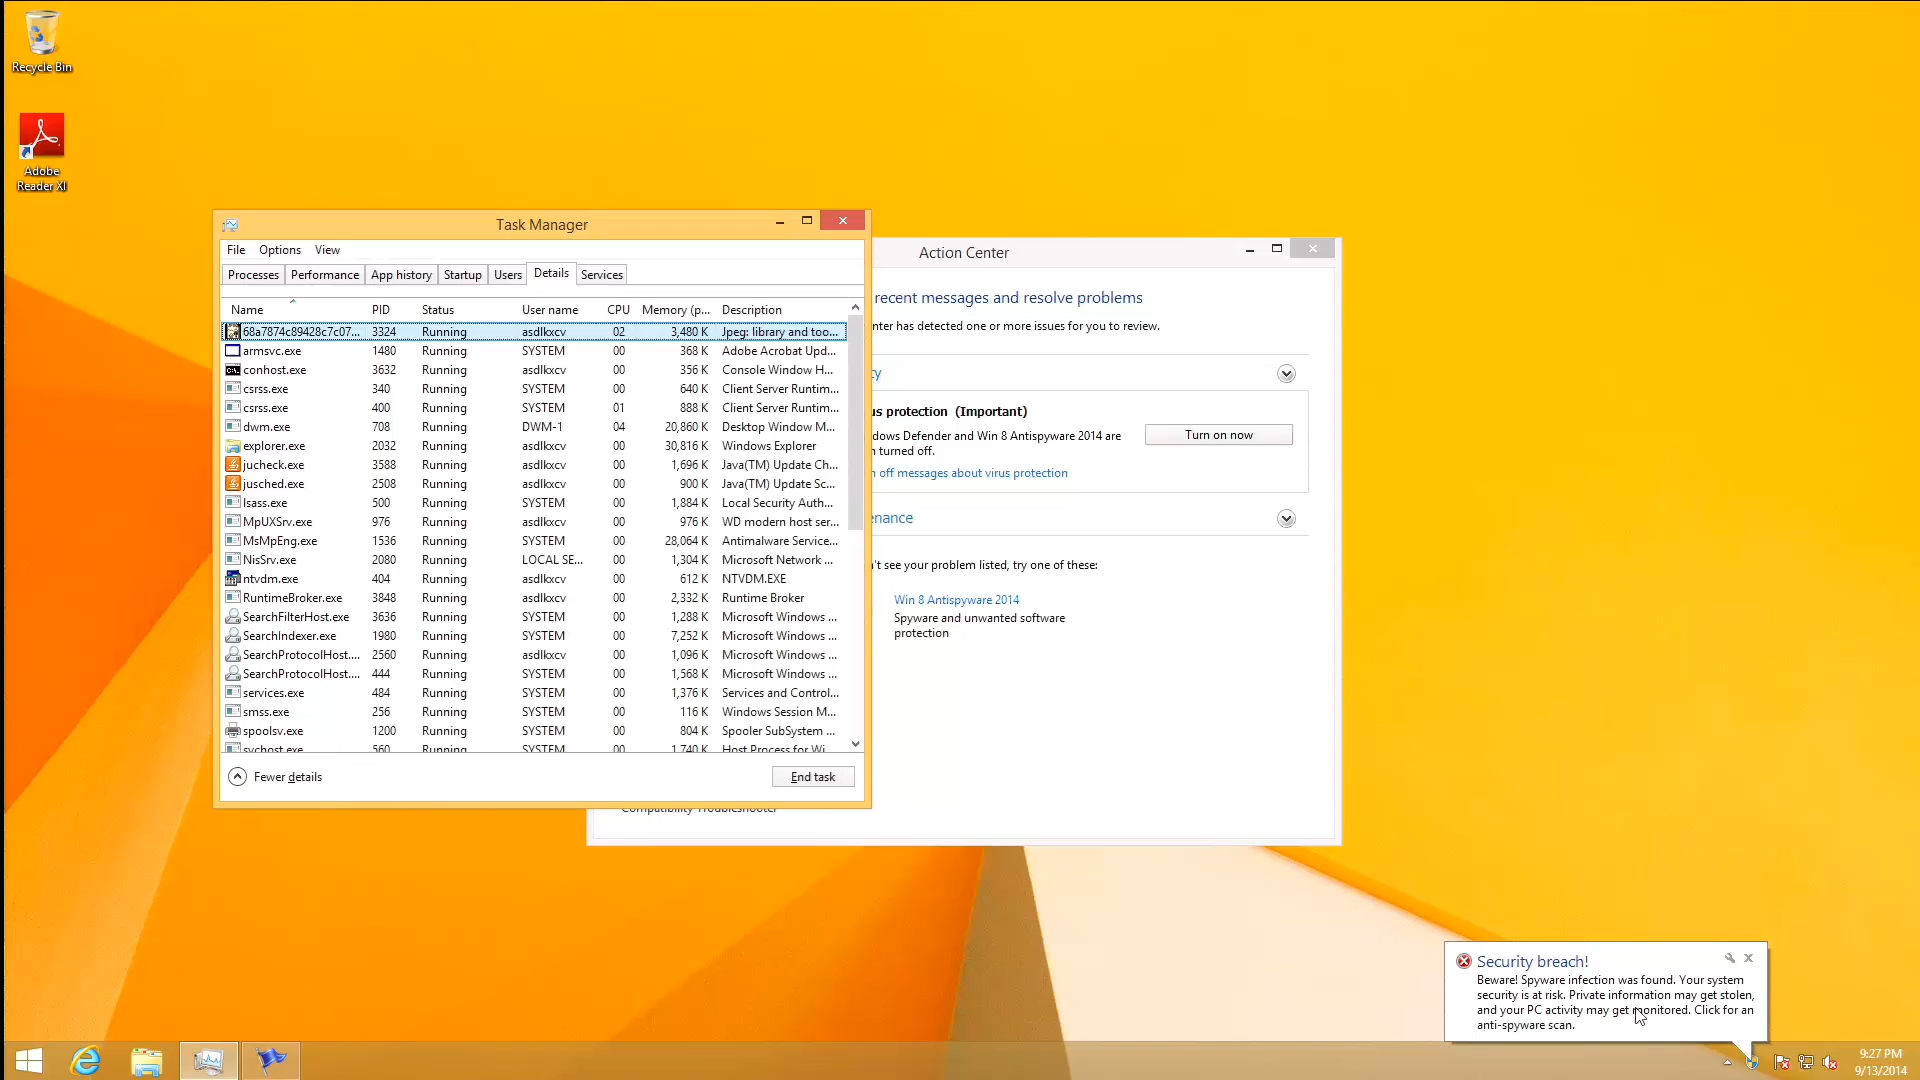 Recycle Bin
Adobe
Reader XI
Task Manager
File Options View
Processes Performance App history Startup Users Details Services
Name PID Status User name CPU Memory (p... Description
68a7874c89428c7c07... 3324 Running asdlkxcv 02 3,480 K Jpeg: library and too...
armsvc.exe 1480 Running SYSTEM 00 368 K Adobe Acrobat Upd...
conhost.exe 3632 Running asdlkxcv 00 356 K Console Window H...
csrss.exe 340 Running SYSTEM 00 640 K Client Server Runtim...
csrss.exe 400 Running SYSTEM 01 888 K Client Server Runtim...
dwm.exe 708 Running DWM-1 04 20,860 K Desktop Window M...
explorer.exe 2032 Running asdlkxcv 00 30,816 K Windows Explorer
jucheck.exe 3588 Running asdlkxcv 00 1,696 K Java(TM) Update Ch...
jusched.exe 2508 Running asdlkxcv 00 900 K Java(TM) Update Sc...
lsass.exe 500 Running SYSTEM 00 1,884 K Local Security Auth...
MpUXSrv.exe 976 Running asdlkxcv 00 976 K WD modern host ser...
MsMpEng.exe 1536 Running SYSTEM 00 28,064 K Antimalware Service...
NisSrv.exe 2080 Running LOCAL SE... 00 1,304 K Microsoft Network ...
ntvdm.exe 404 Running asdlkxcv 00 612 K NTVDM.EXE
RuntimeBroker.exe 3848 Running asdlkxcv 00 2,332 K Runtime Broker
SearchFilterHost.exe 3636 Running SYSTEM 00 1,288 K Microsoft Windows ...
SearchIndexer.exe 1980 Running SYSTEM 00 7,252 K Microsoft Windows ...
SearchProtocolHost.... 2560 Running asdlkxcv 00 1,096 K Microsoft Windows ...
SearchProtocolHost.... 444 Running SYSTEM 00 1,568 K Microsoft Windows ...
services.exe 484 Running SYSTEM 00 1,376 K Services and Control...
smss.exe 256 Running SYSTEM 00 116 K Windows Session M...
spoolsv.exe 1200 Running SYSTEM 00 804 K Spooler SubSystem ...
svchost.exe 560 Running SYSTEM 00 1,740 K Host Process for Wi
Fewer details
End task
Action Center
recent messages and resolve problems
nter has detected one or more issues for you to review.
ty
us protection (Important)
dows Defender and Win 8 Antispyware 2014 are
n turned off.
Turn on now
n off messages about virus protection
enance
't see your problem listed, try one of these:
Win 8 Antispyware 2014
Spyware and unwanted software
protection
Compatibility Troubleshooter
Security breach!
Beware! Spyware infection was found. Your system
security is at risk. Private information may get stolen,
and your PC activity may get monitored. Click for an
anti-spyware scan.
9:27 PM
9/13/2014